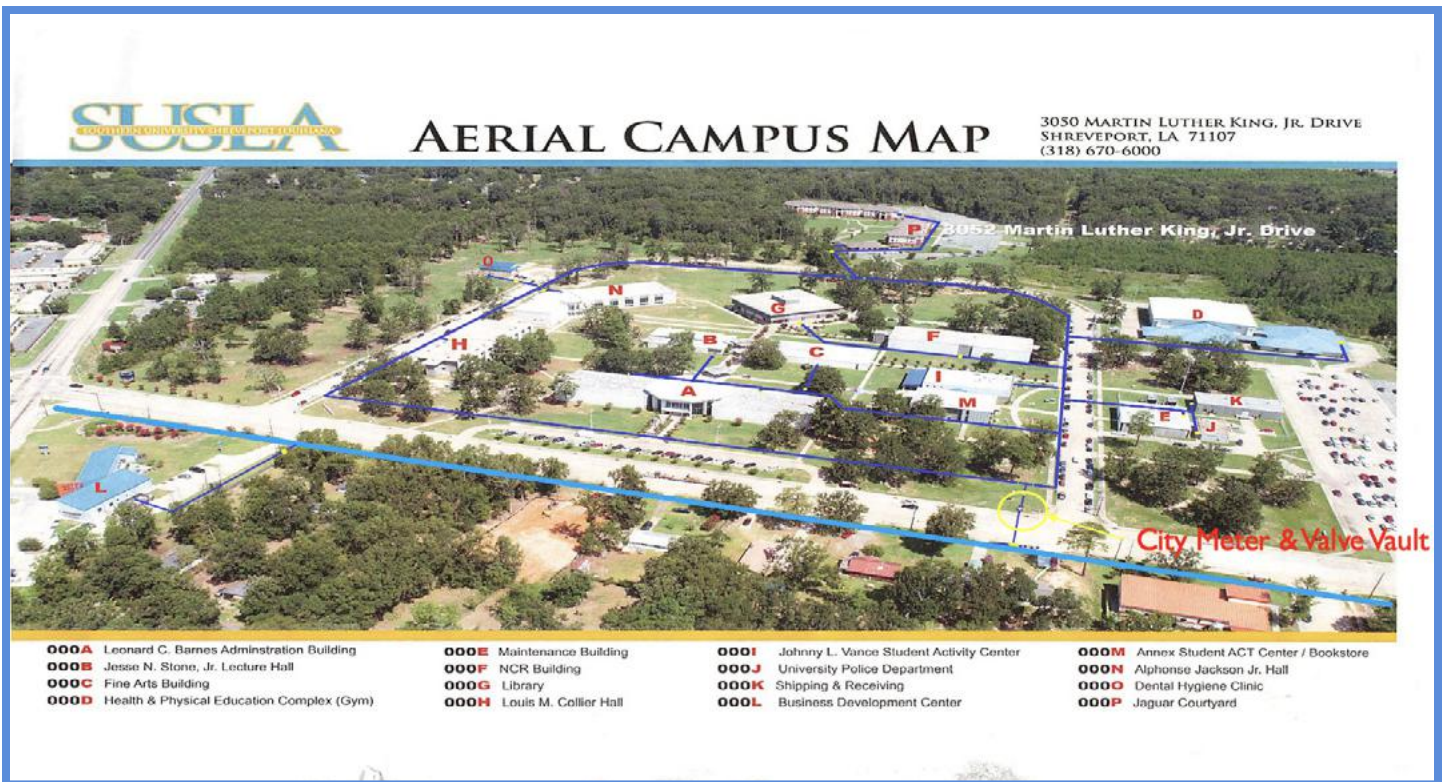 SUSLA
SOUTHERN UNIVERSITY SHREVEPORT LOUISIANA
AERIAL CAMPUS MAP
3050 MARTIN LUTHER KING, JR. DRIVE
SHREVEPORT, LA 71107
(318) 670-6000
P 3052 Martin Luther King, Jr. Drive
O
N
G
D
H
B
C
F
I
A
M
E
K
J
L
City Meter & Valve Vault
000A Leonard C. Barnes Adminstration Building
000B Jesse N. Stone, Jr. Lecture Hall
000C Fine Arts Building
000D Health & Physical Education Complex (Gym)
000E Maintenance Building
000F NCR Building
000G Library
000H Louis M. Collier Hall
000I Johnny L. Vance Student Activity Center
000J University Police Department
000K Shipping & Receiving
000L Business Development Center
000M Annex Student ACT Center / Bookstore
000N Alphonse Jackson Jr. Hall
000O Dental Hygiene Clinic
000P Jaguar Courtyard